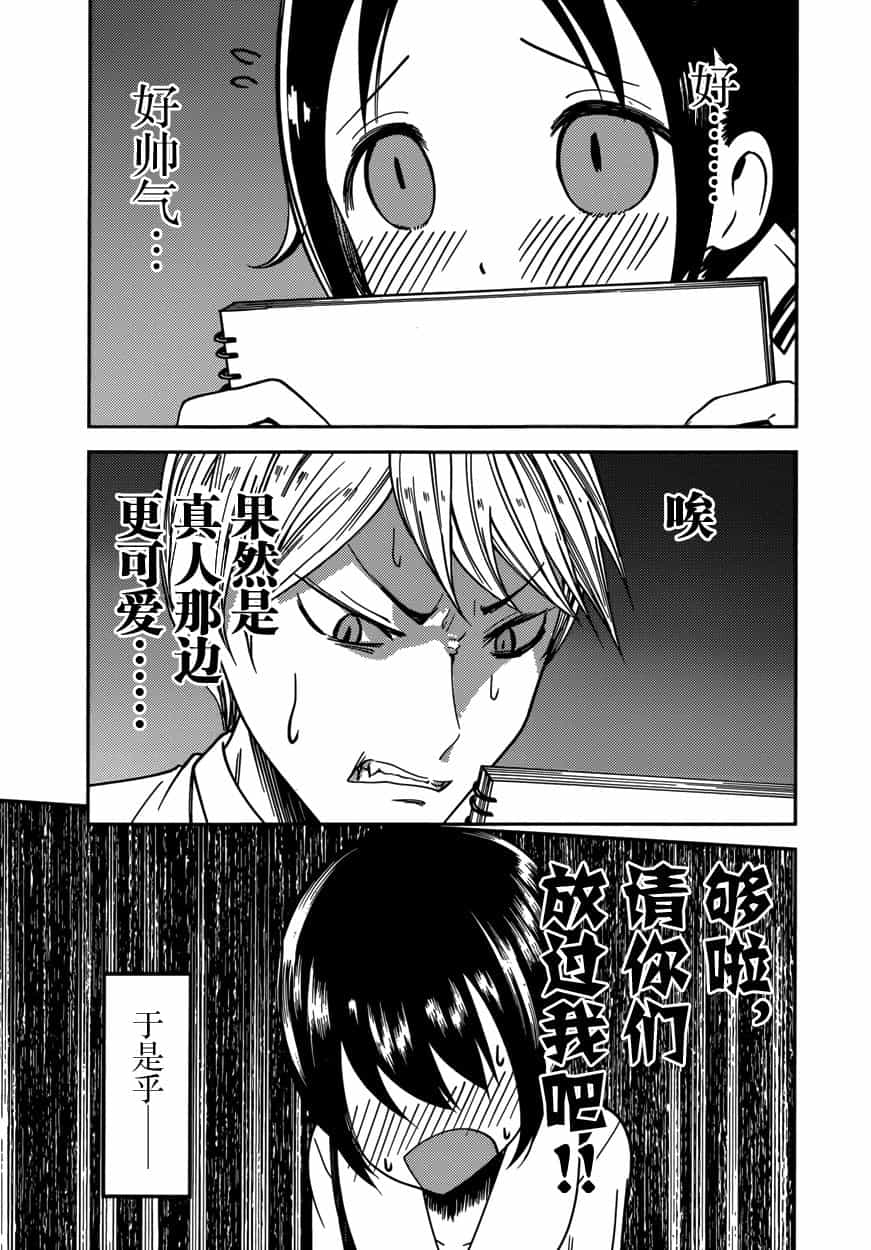 好………
好帅气…
唉
果然是
真人那边
更可爱……
够啦，
请你们
放过我吧!!
于是乎——